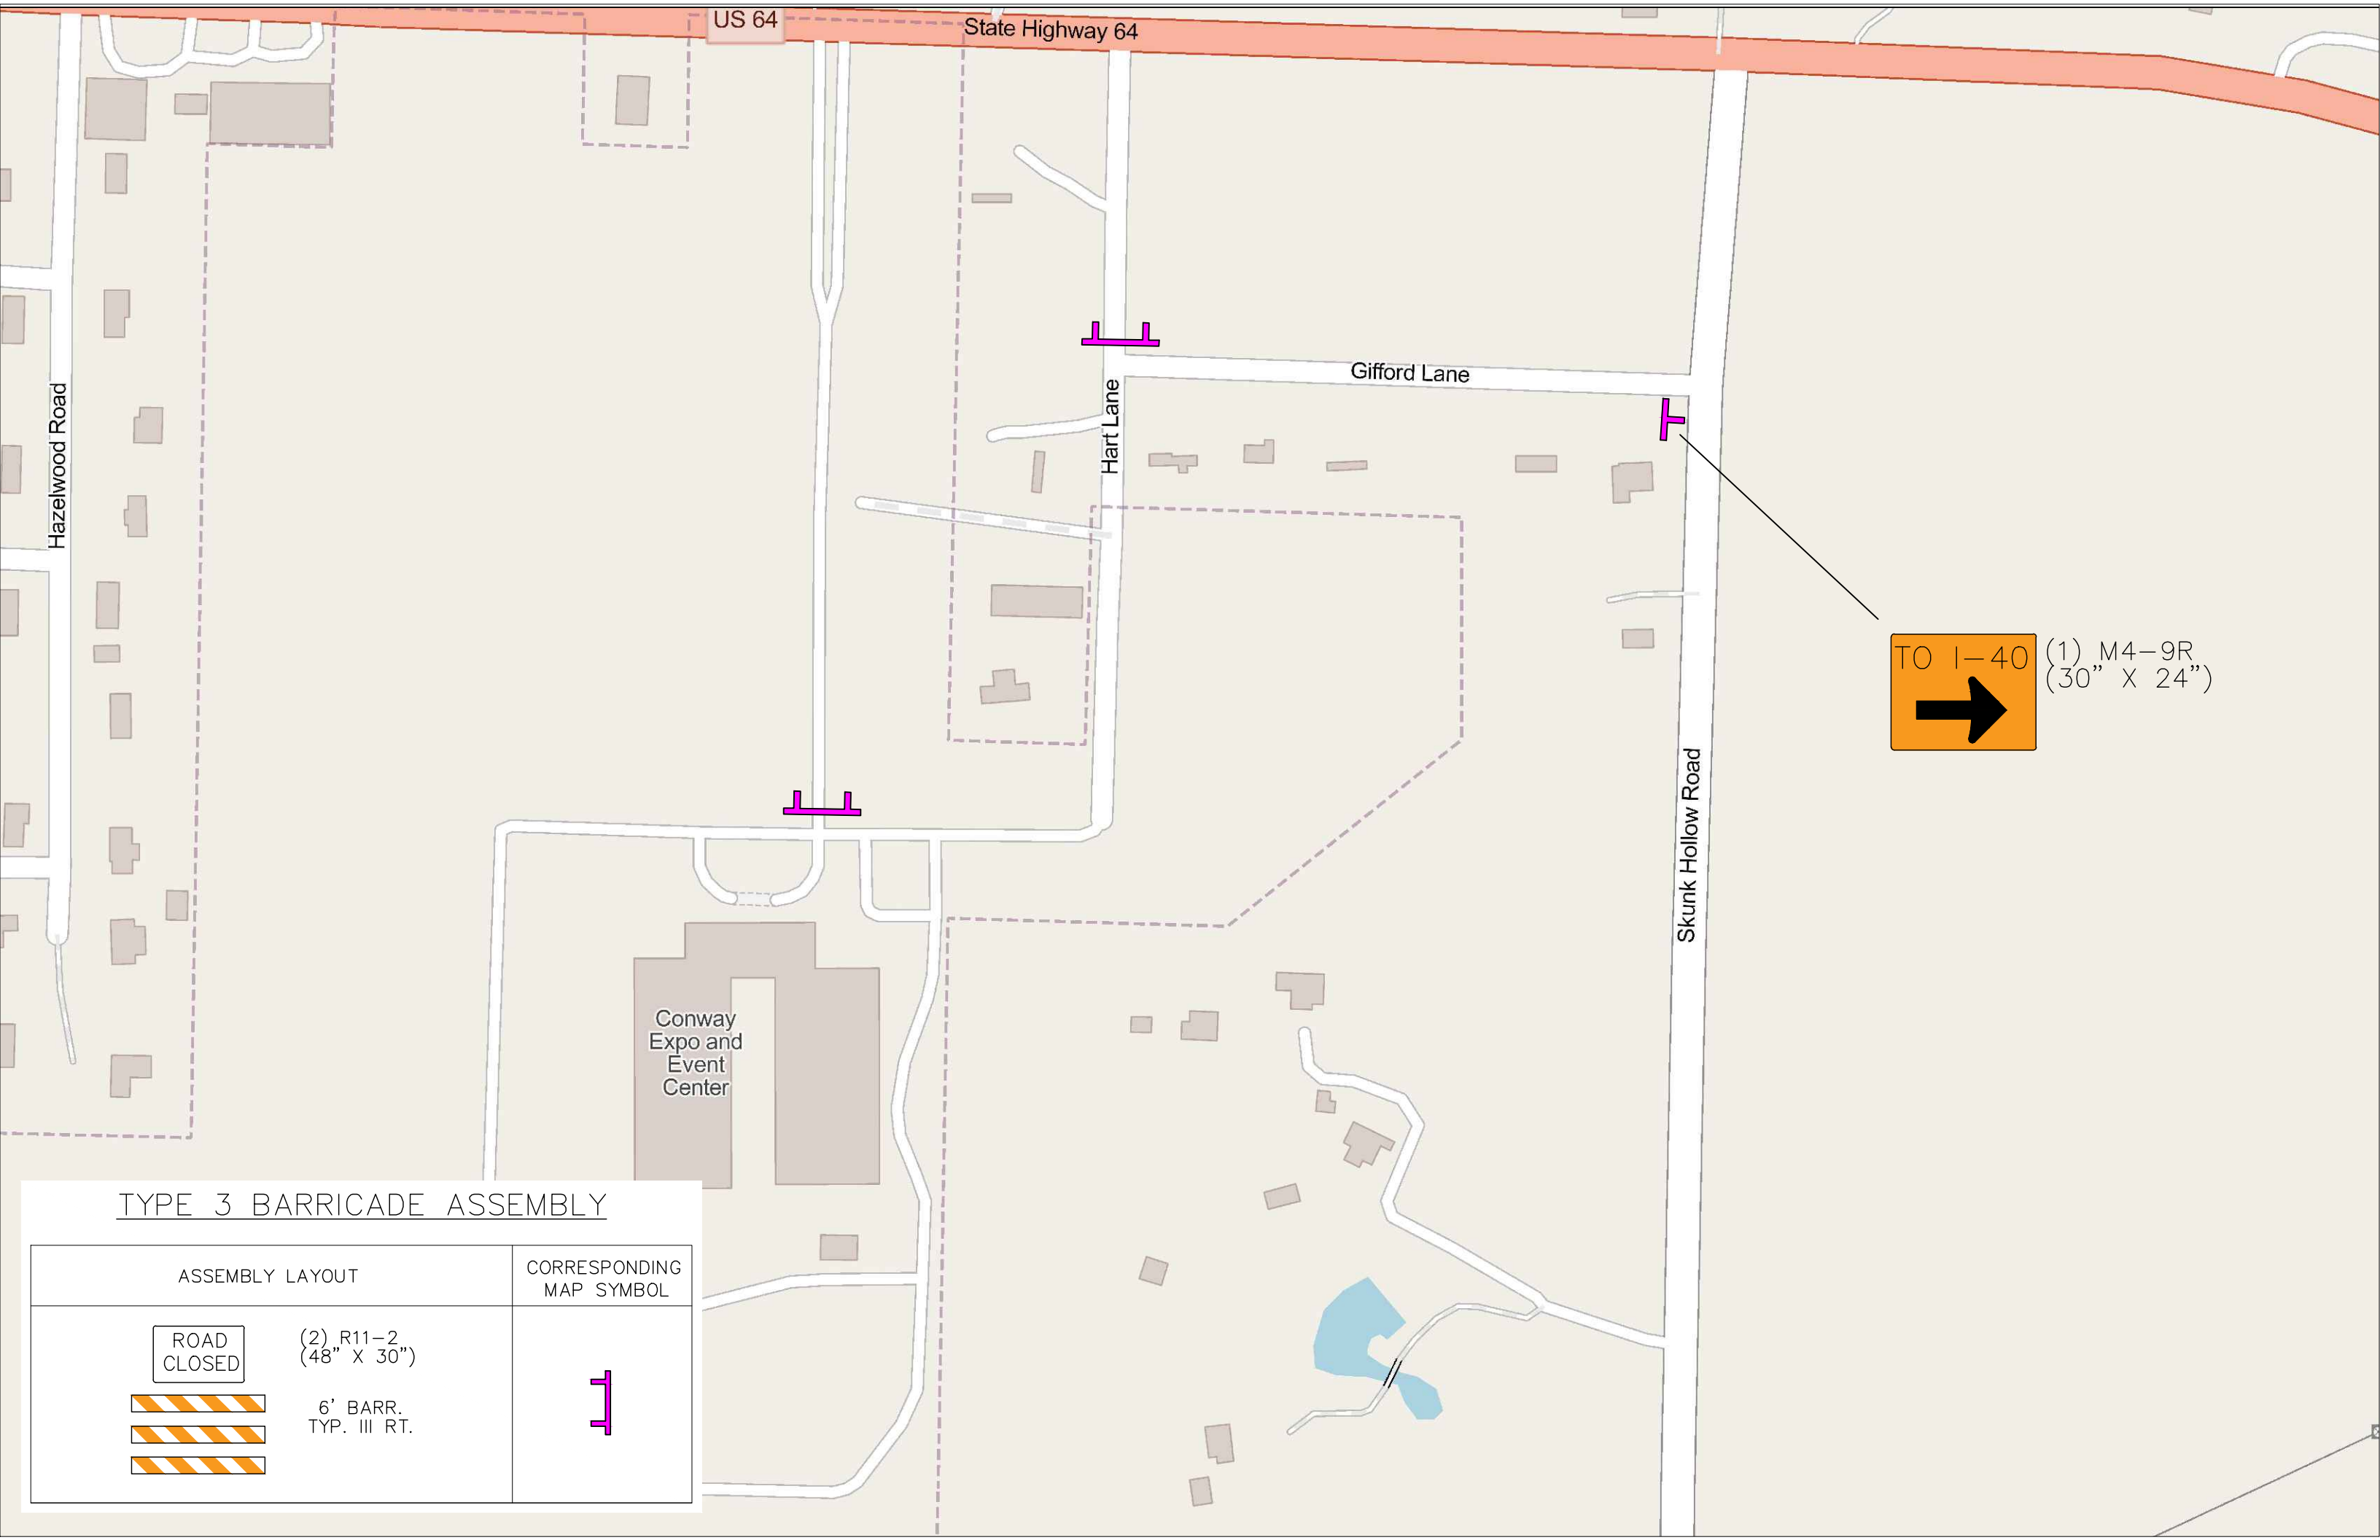 US 64
State Highway 64
Gifford Lane
Hart Lane
Hazelwood Road
TO I-40
(1) M4-9R
(30" X 24")
Skunk Hollow Road
Conway
Expo and
Event
Center
TYPE 3 BARRICADE ASSEMBLY
ASSEMBLY LAYOUT
CORRESPONDING
MAP SYMBOL
ROAD
CLOSED
(2) R11-2
(48" X 30")
6' BARR.
TYP. III RT.